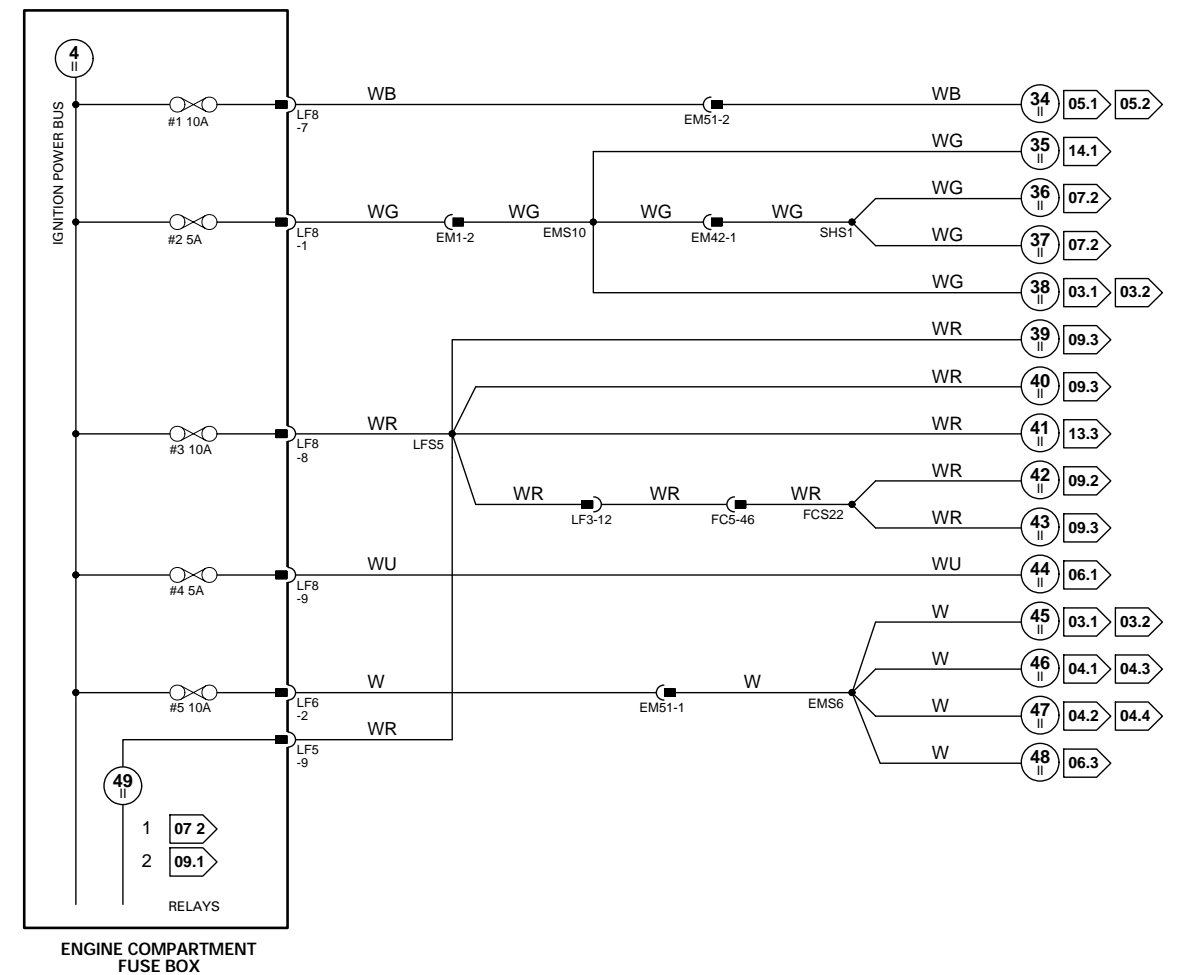 4
II
IGNITION POWER BUS
#1 10A
LF8
-7
WB
EM51-2
WB
34
II
05.1
05.2
WG
35
II
14.1
WG
36
II
07.2
#2 5A
LF8
-1
WG
EM1-2
WG
EMS10
WG
EM42-1
WG
SHS1
WG
37
II
07.2
WG
38
II
03.1
03.2
WR
39
II
09.3
WR
40
II
09.3
#3 10A
LF8
-8
WR
LFS5
WR
41
II
13.3
WR
42
II
09.2
WR
LF3-12
WR
FC5-46
WR
FCS22
WR
43
II
09.3
#4 5A
LF8
-9
WU
WU
44
II
06.1
W
45
II
03.1
03.2
W
46
II
04.1
04.3
#5 10A
LF6
-2
W
EM51-1
W
EMS6
W
47
II
04.2
04.4
WR
LF5
-9
W
48
II
06.3
49
II
1
07 2
2
09.1
RELAYS
ENGINE COMPARTMENT
FUSE BOX